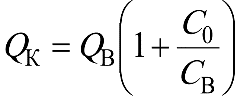 Q_К = Q_В (1 + C_0 / C_В)